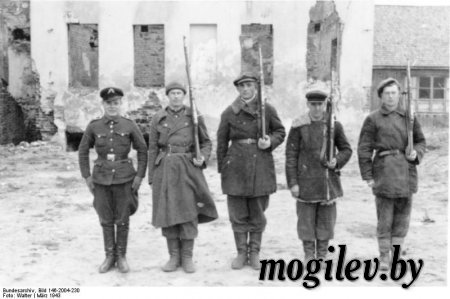 Bundesarchiv, Bild 146-2004-230
Foto: Walter | März 1943
mogilev.by